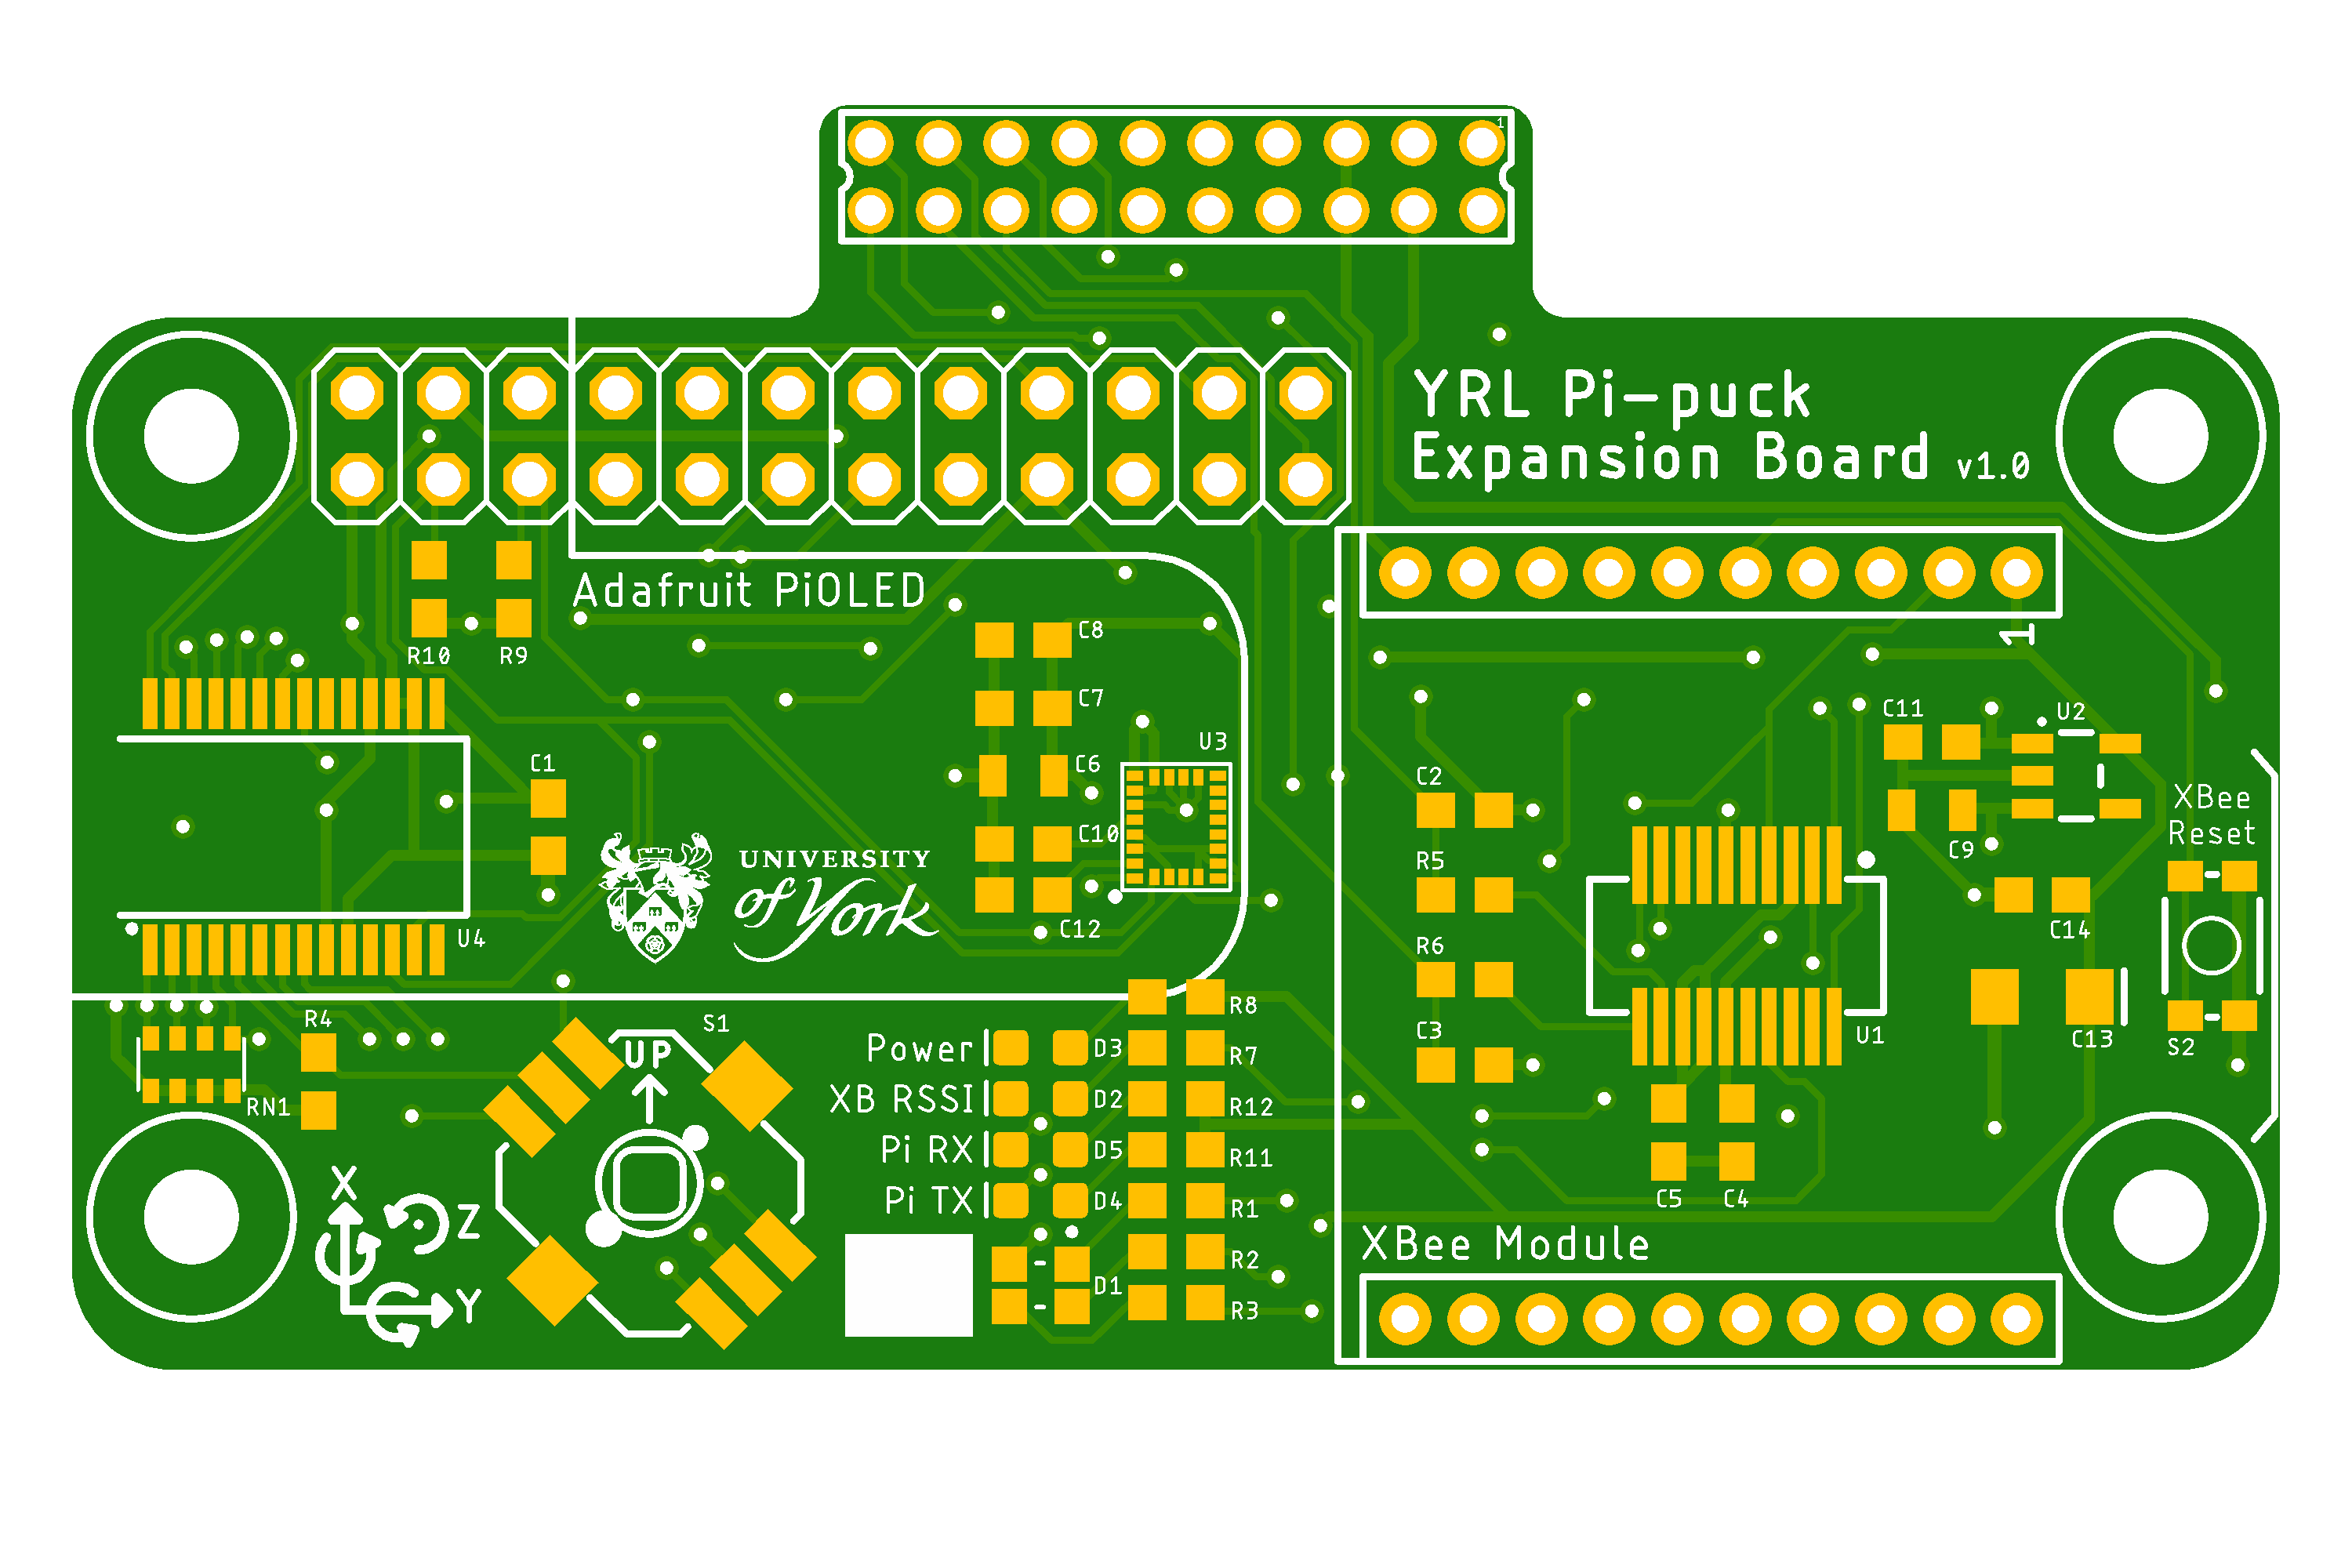 1
YRL Pi-puck
Expansion Board v1.0
Adafruit PiOLED
R10
R9
C8
1
C7
C11
U2
U3
C1
C6
C2
XBee
Reset
C10
C9
UNIVERSITY
of York
R5
C12
U4
R6
C14
R8
R4
S1
C3
U1
C13
S2
UP
Power
D3
R7
XB RSSI
D2
R12
RN1
Pi RX
D5
R11
X
Pi TX
D4
R1
C5
C4
Z
XBee Module
R2
Y
D1
R3